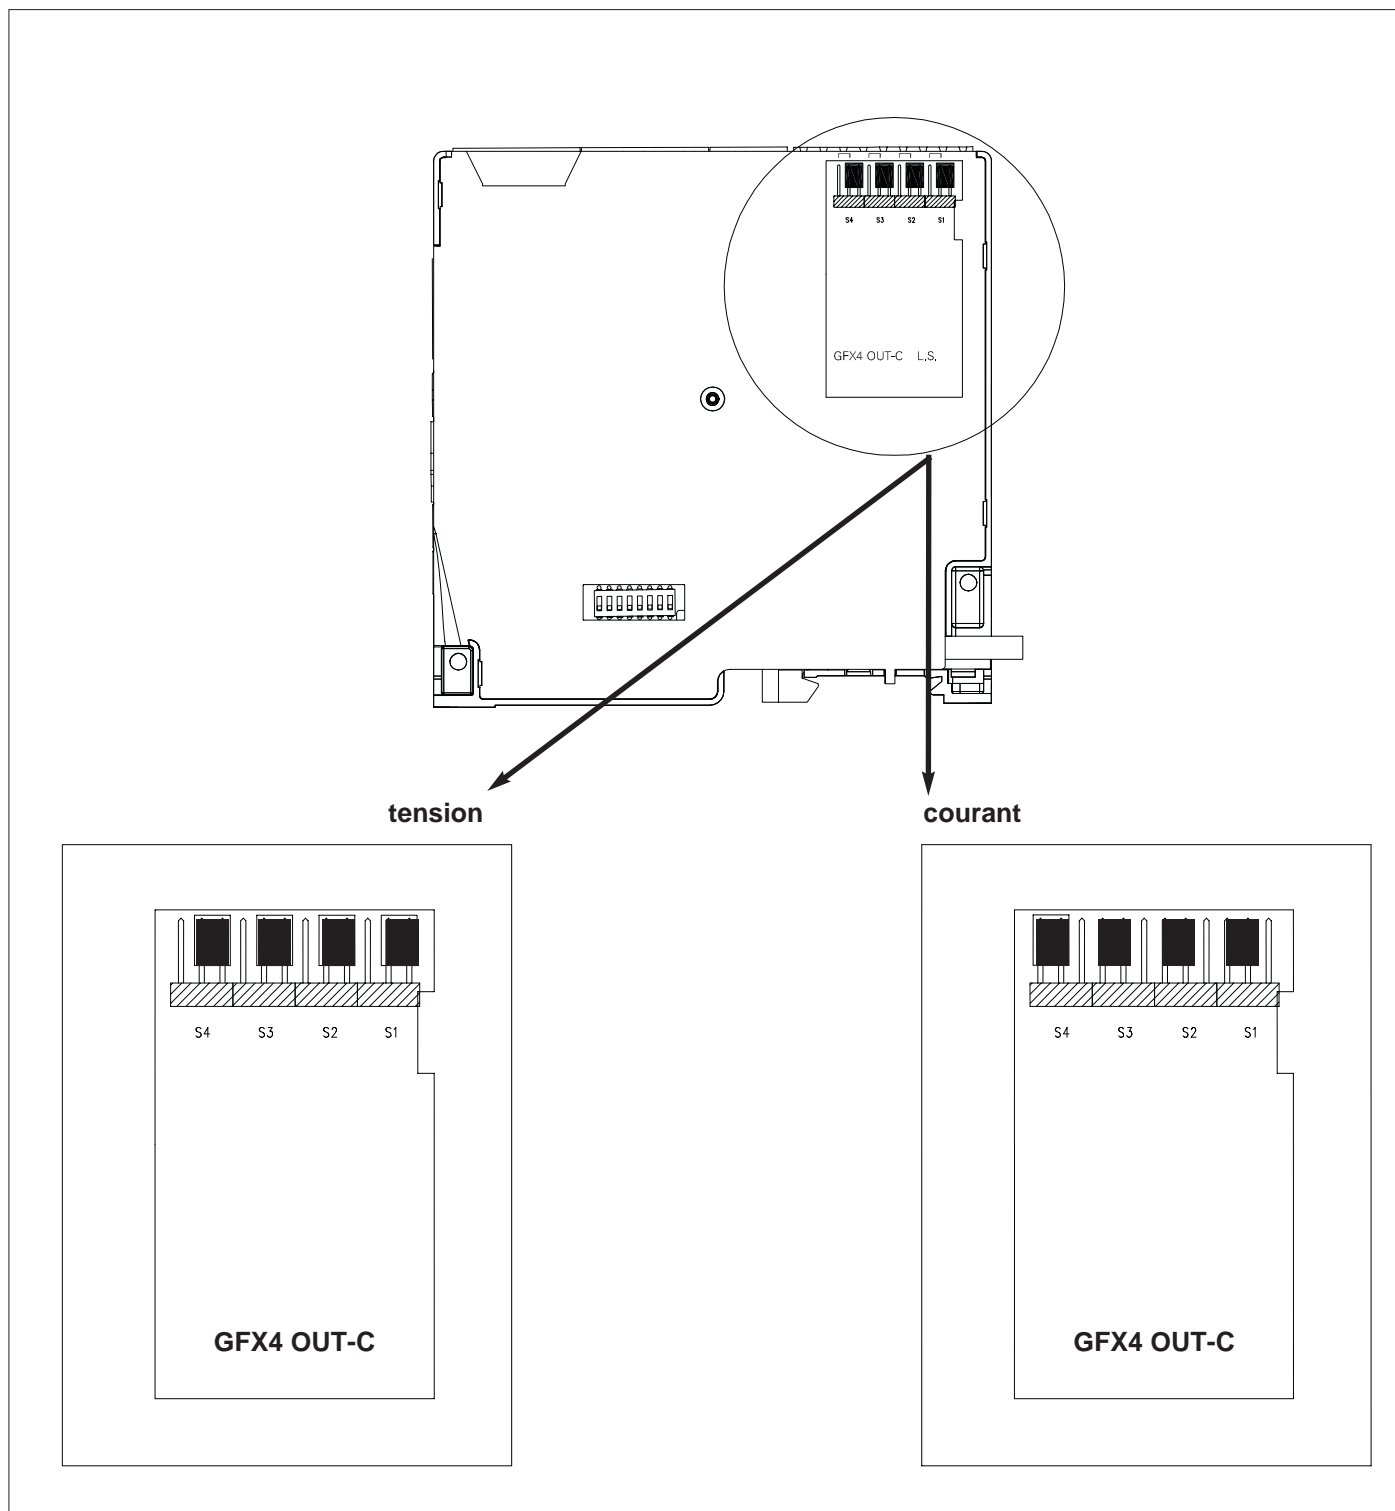 S4 S3 S2 S1
GFX4 OUT-C L.S.
tension
courant
S4 S3 S2 S1
GFX4 OUT-C
S4 S3 S2 S1
GFX4 OUT-C